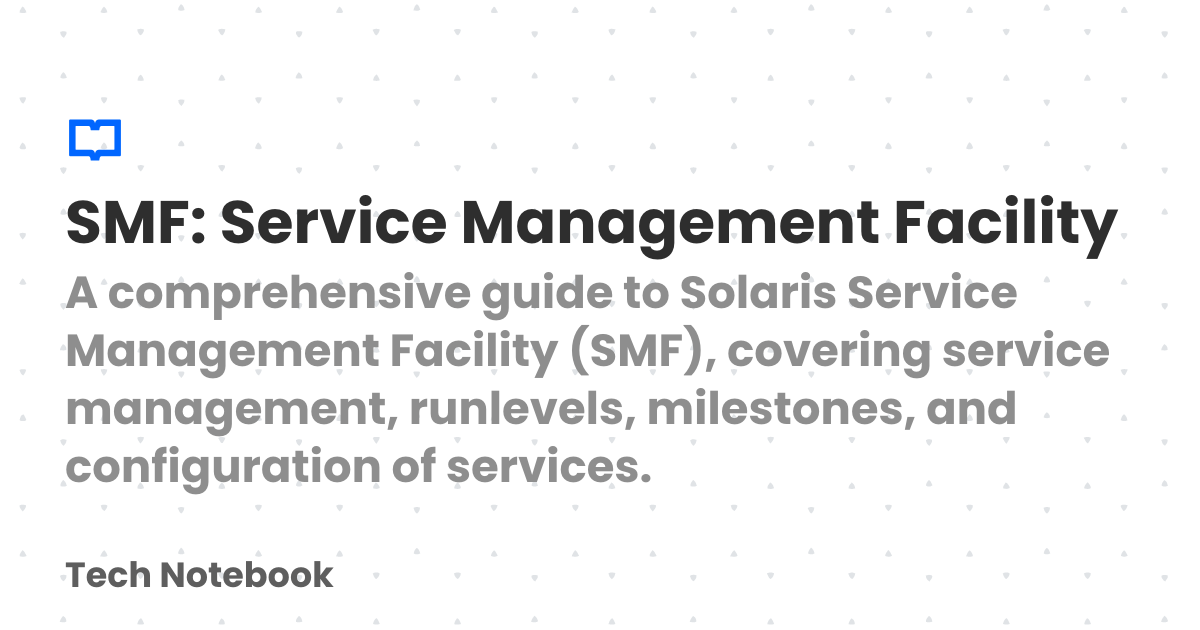 SMF: Service Management Facility
A comprehensive guide to Solaris Service
Management Facility (SMF), covering service
management, runlevels, milestones, and
configuration of services.
Tech Notebook